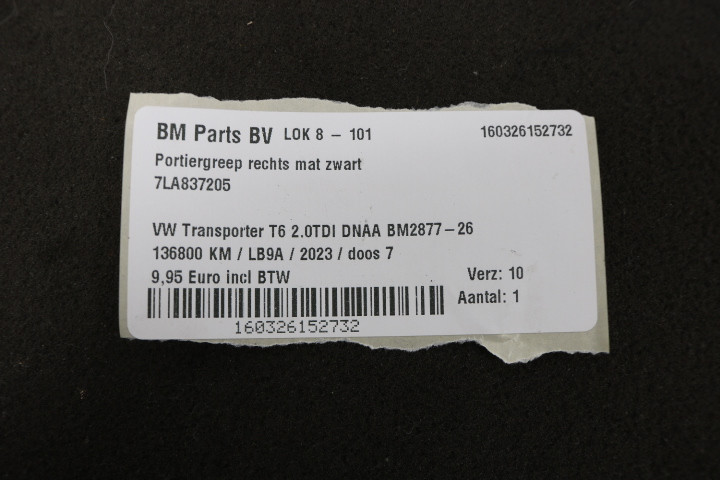 BM Parts BV LOK 8 - 101 160326152732
Portiergreep rechts mat zwart
7LA837205
VW Transporter T6 2.0TDI DNAA BM2877-26
136800 KM / LB9A / 2023 / doos 7
9,95 Euro incl BTW Verz: 10
Aantal: 1
160326152732